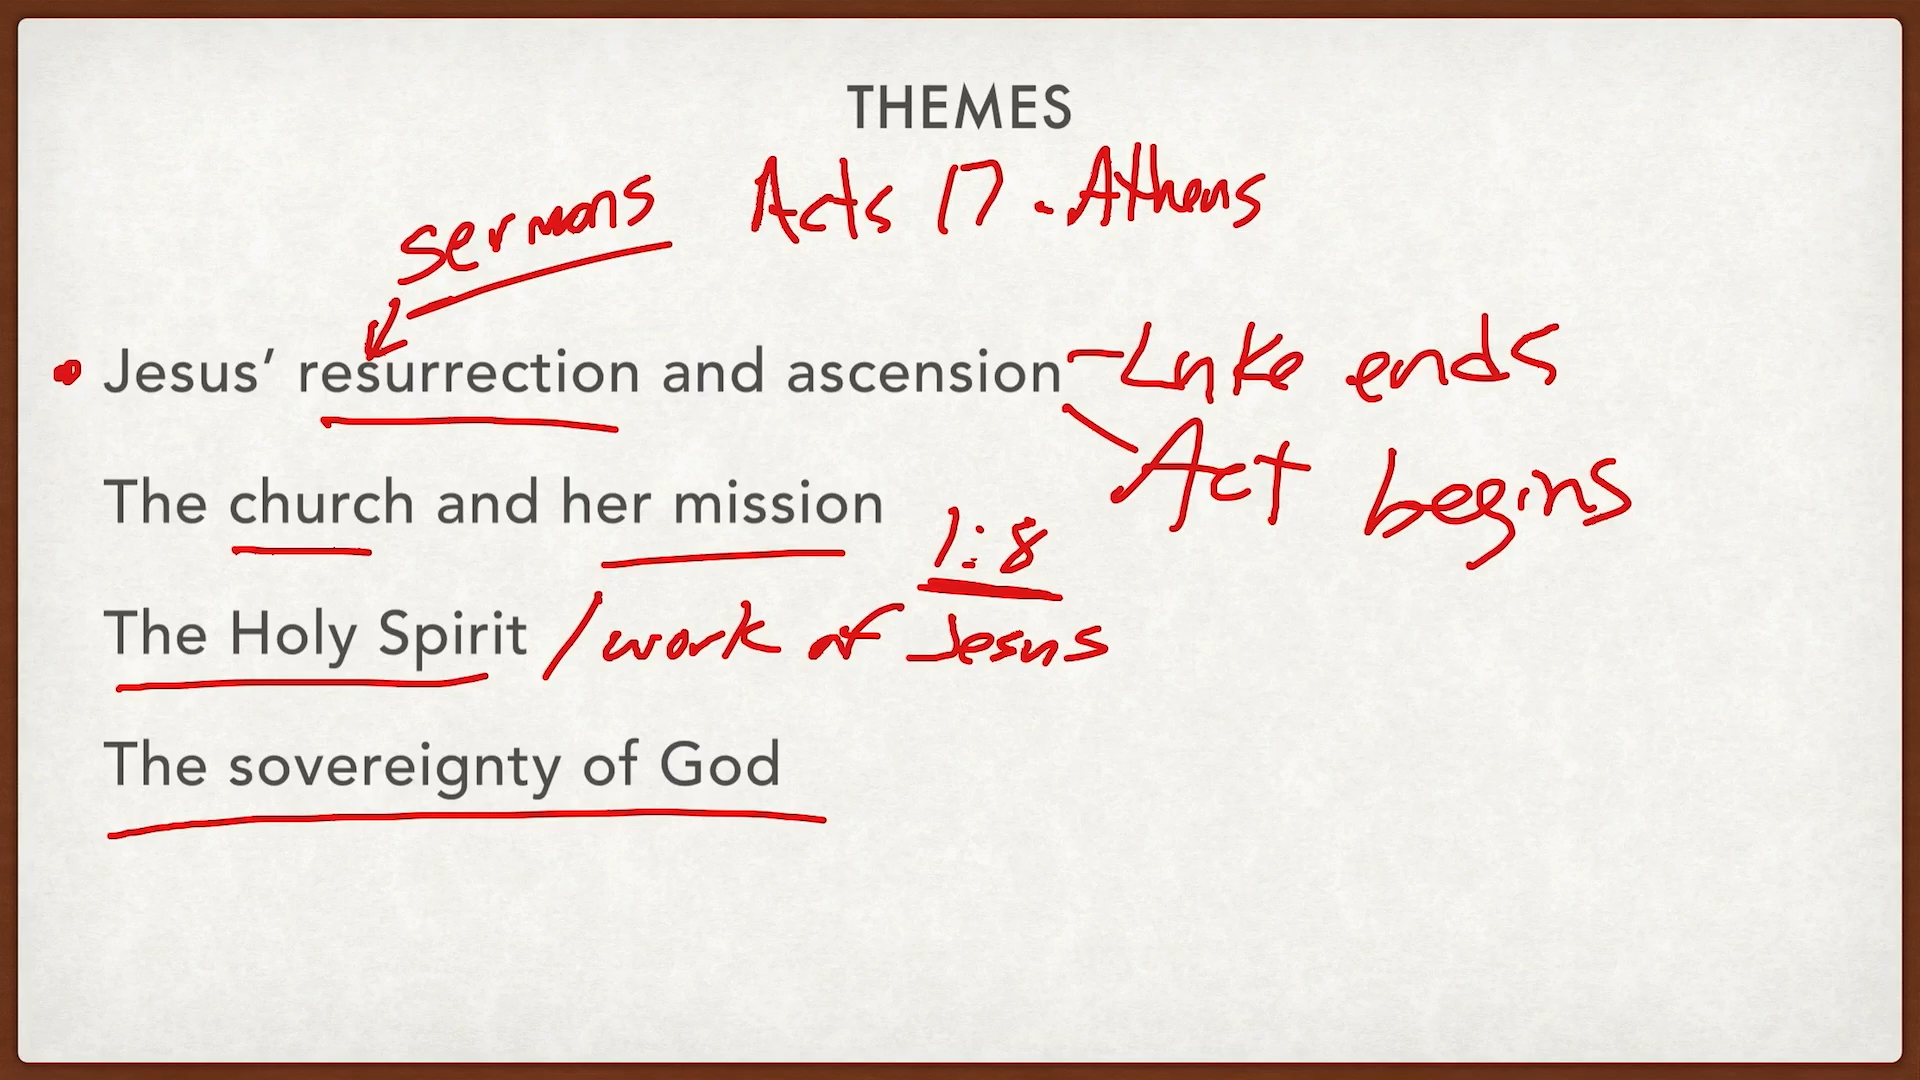 THEMES
sermons Acts 17 - Athens
Jesus’ resurrection and ascension - Luke ends
Act begins
The church and her mission
1:8
The Holy Spirit / work of Jesus
The sovereignty of God